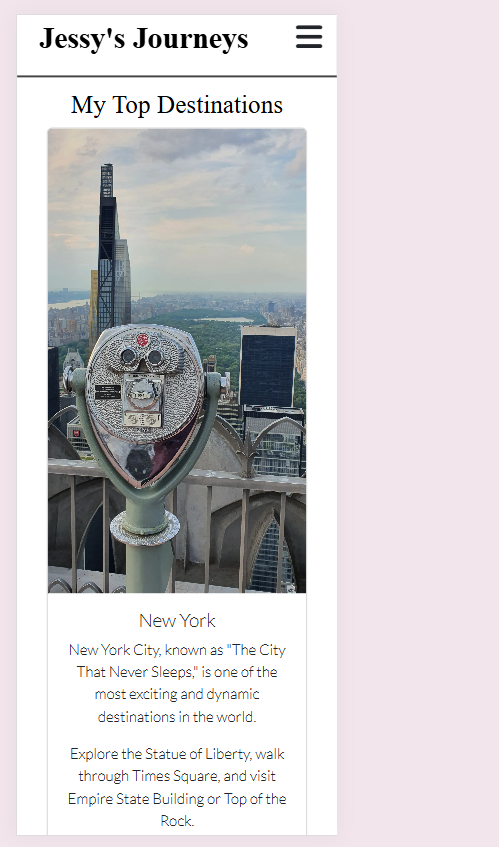 Jessy's Journeys
My Top Destinations
New York
New York City, known as "The City
That Never Sleeps," is one of the
most exciting and dynamic
destinations in the world.
Explore the Statue of Liberty, walk
through Times Square, and visit
Empire State Building or Top of the
Rock.